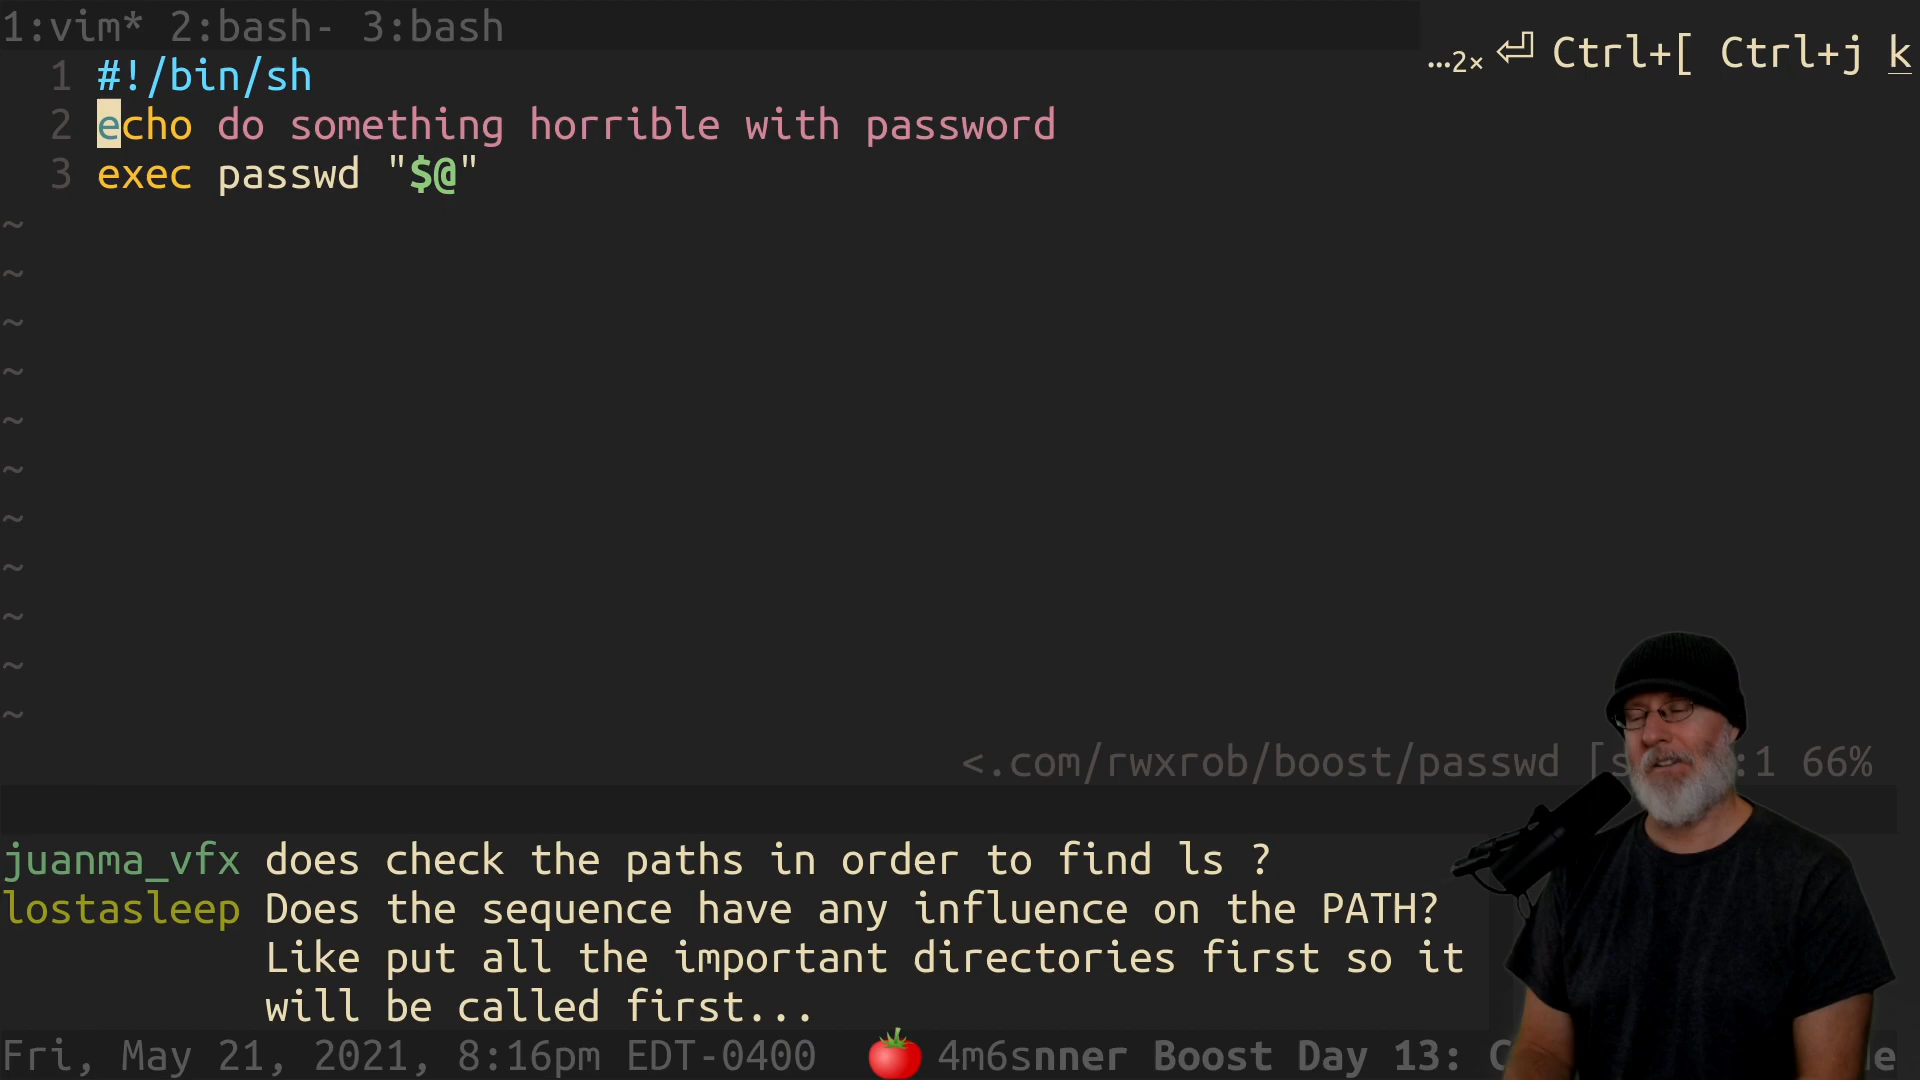 1:vim* 2:bash- 3:bash
…2× ⏎ Ctrl+[ Ctrl+j k
1 #!/bin/sh
2 echo do something horrible with password
3 exec passwd "$@"
~
~
~
~
~
~
~
~
~
~
~
<.com/rwxrob/boost/passwd [s :1 66%
juanma_vfx does check the paths in order to find ls ?
lostasleep Does the sequence have any influence on the PATH?
Like put all the important directories first so it
will be called first...
Fri, May 21, 2021, 8:16pm EDT-0400 🍅 4m6snner Boost Day 13: C